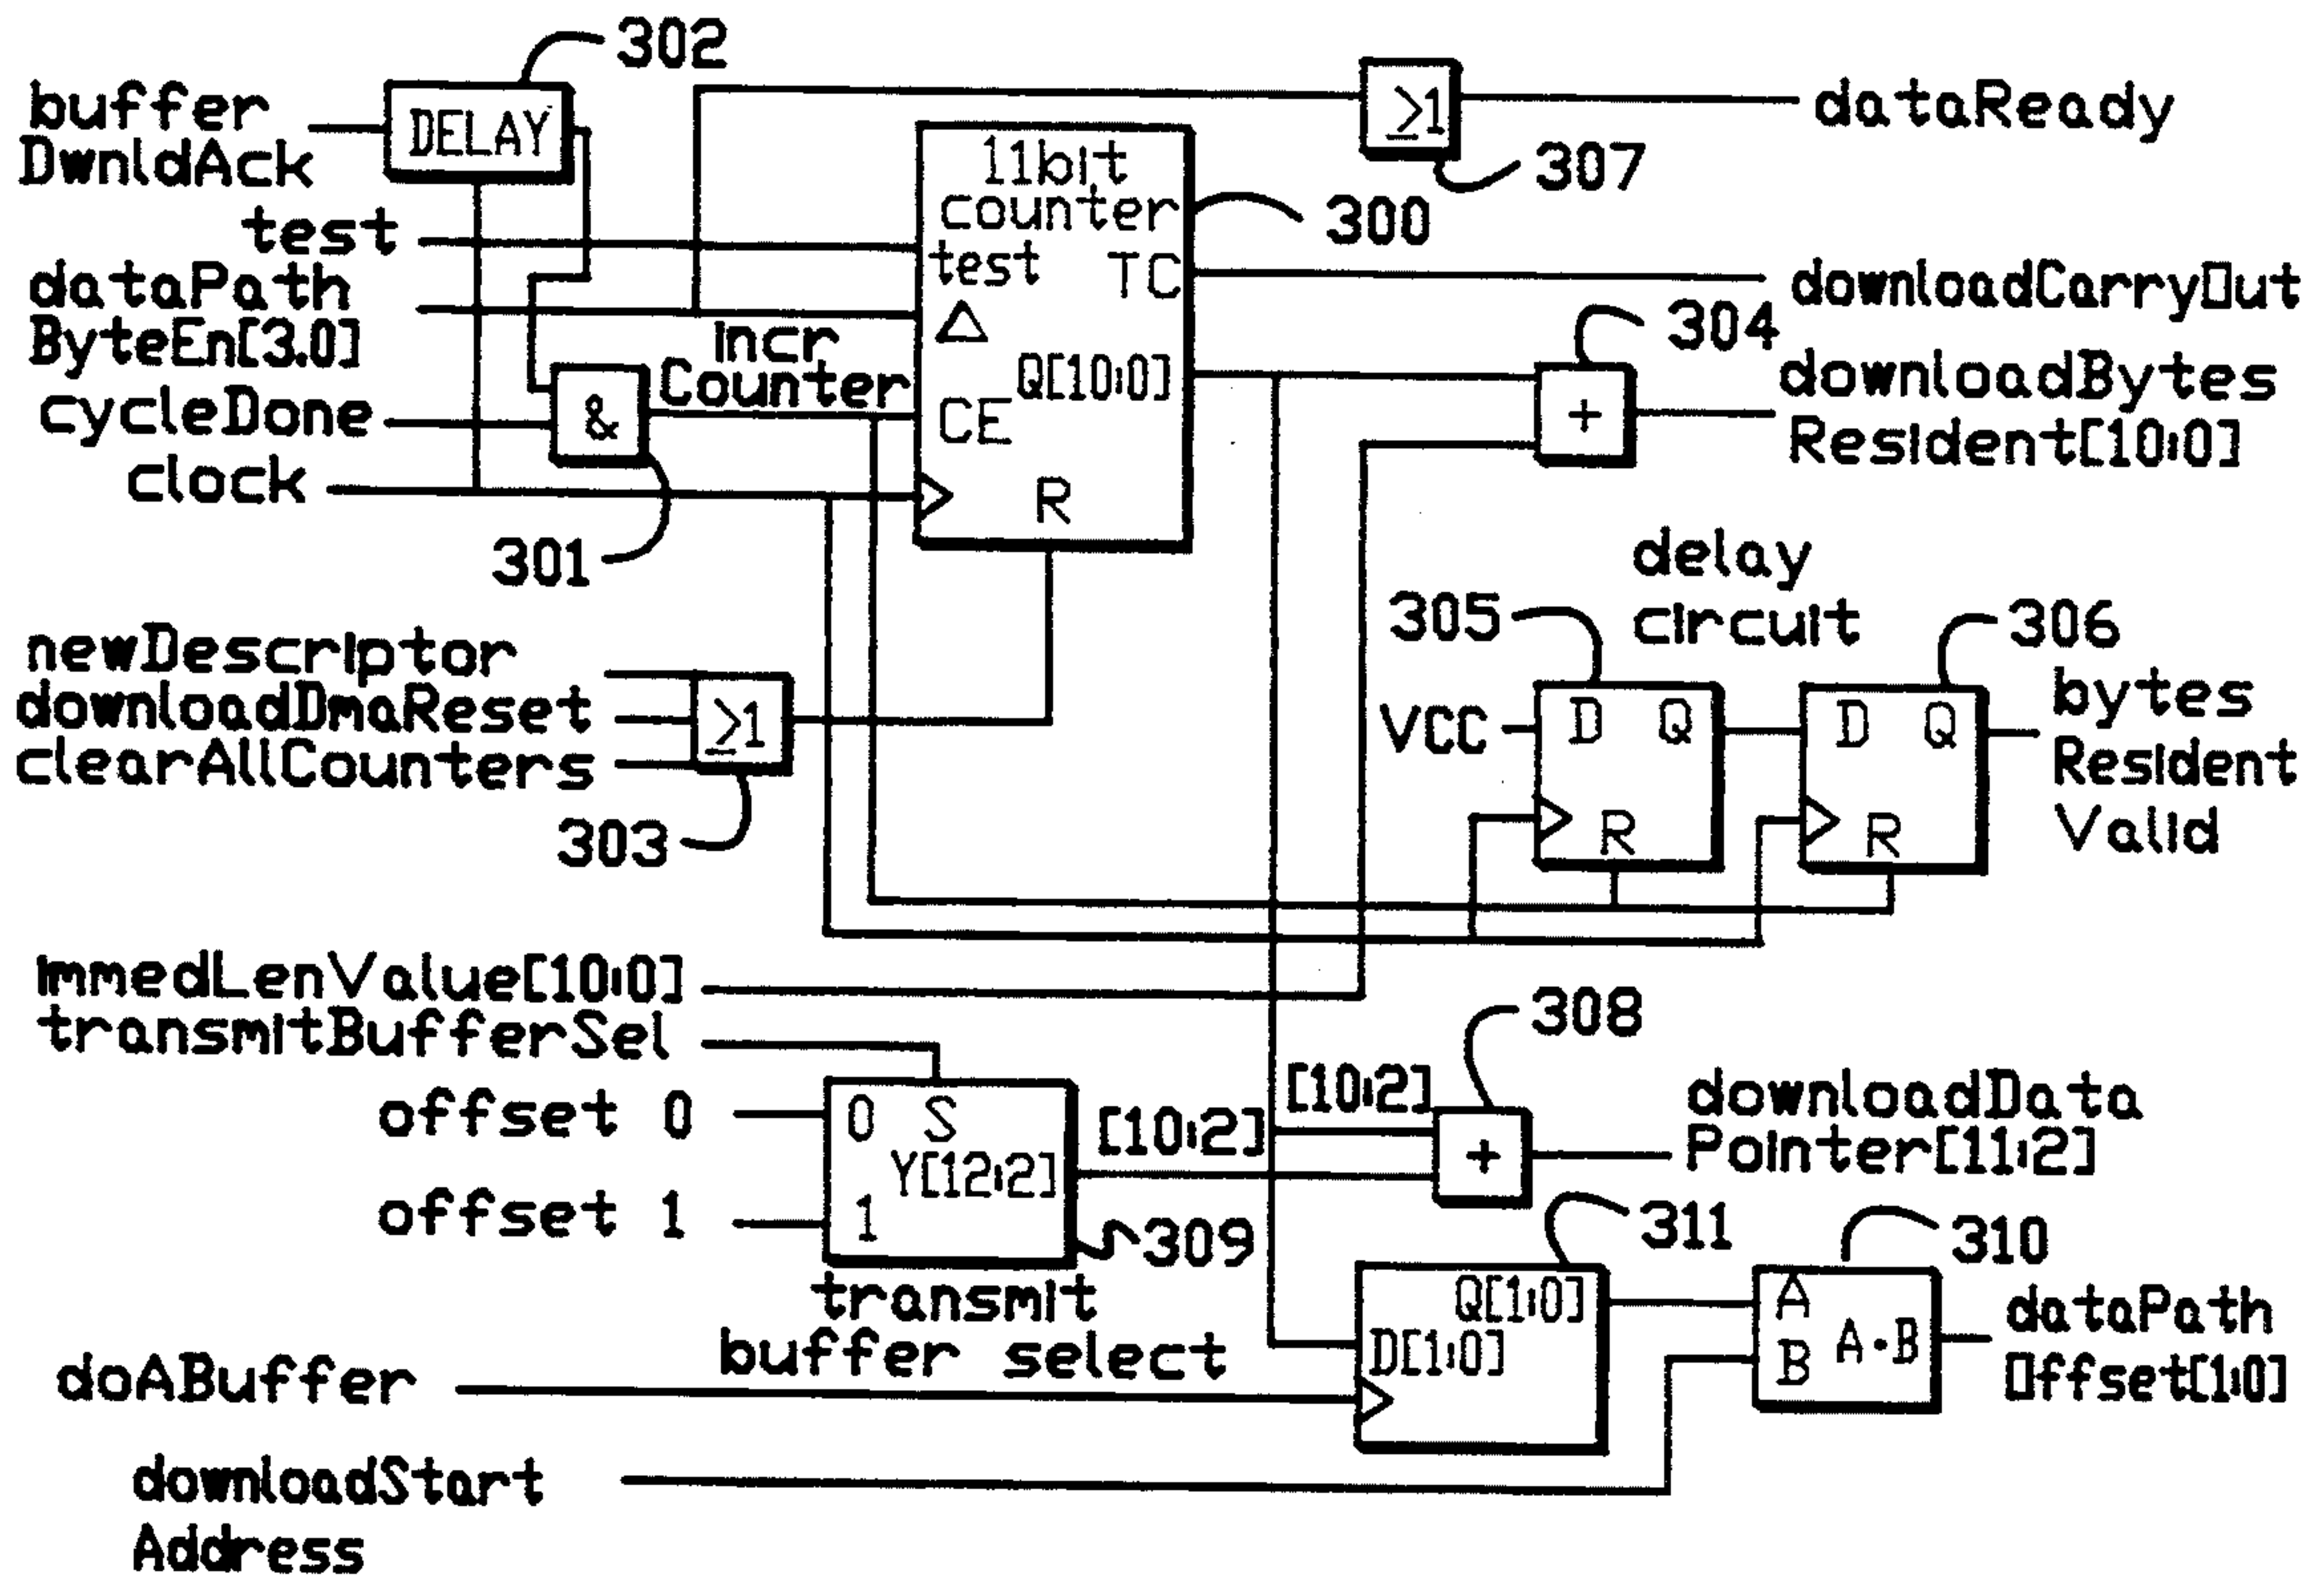 302
buffer
DwnldAck
DELAY
≥1
dataReady
307
11bit
counter
300
test
test
TC
downloadCarryOut
dataPath
ByteEn[3.0]
Δ
304
incr
Counter
Q[10:0]
+
downloadBytes
Resident[10:0]
cycleDone
&
CE
clock
R
301
delay
circuit
305
306
newDescriptor
downloadDmaReset
clearAllCounters
≥1
303
VCC
D Q
R
D Q
R
bytes
Resident
Valid
immedLenValue[10:0]
transmitBufferSel
308
offset 0
0 S
Y[12:2]
1
offset 1
[10:2]
[10:2]
+
downloadData
Pointer[11:2]
309
transmit
buffer select
311
310
Q[1:0]
D[1:0]
A
B
A·B
dataPath
Offset[1:0]
doABuffer
downloadStart
Address